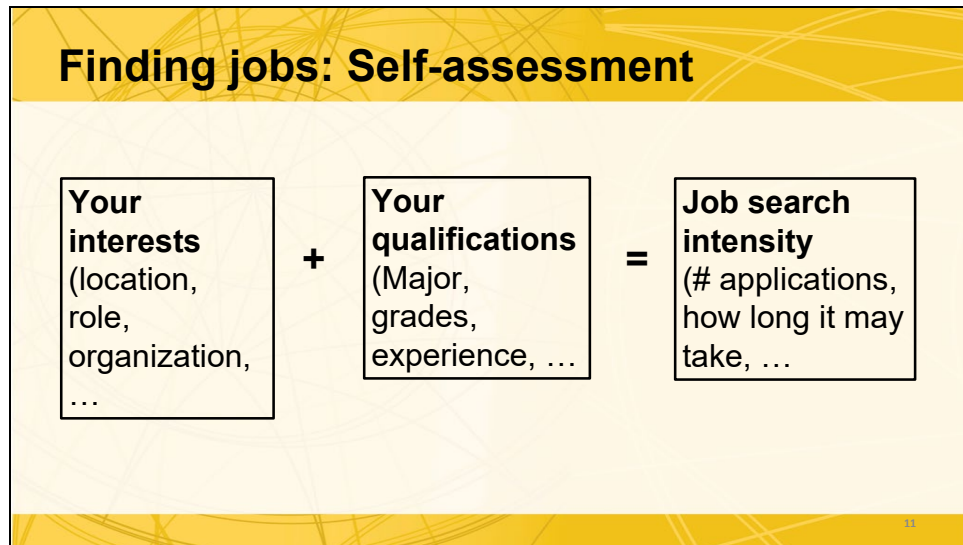 Finding jobs: Self-assessment
Your
interests
(location,
role,
organization,
…
+
Your
qualifications
(Major,
grades,
experience, …
=
Job search
intensity
(# applications,
how long it may
take, …
11